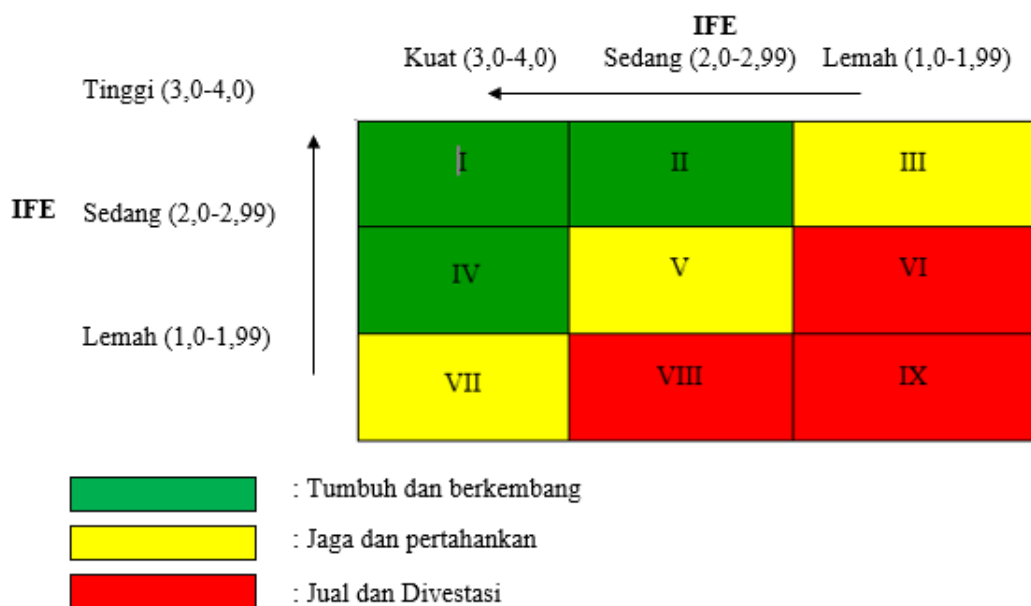 IFE
Kuat (3,0-4,0) Sedang (2,0-2,99) Lemah (1,0-1,99)
Tinggi (3,0-4,0)
I II III
IFE Sedang (2,0-2,99)
IV V VI
Lemah (1,0-1,99)
VII VIII IX
: Tumbuh dan berkembang
: Jaga dan pertahankan
: Jual dan Divestasi